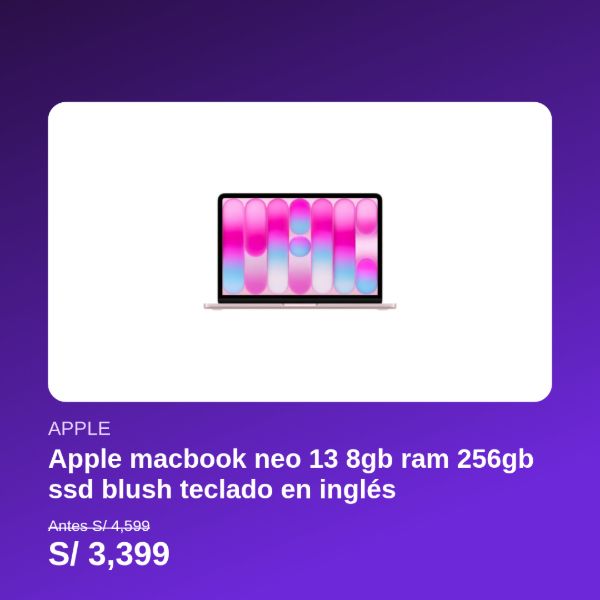 APPLE
Apple macbook neo 13 8gb ram 256gb
ssd blush teclado en inglés
Antes S/ 4,599
S/ 3,399